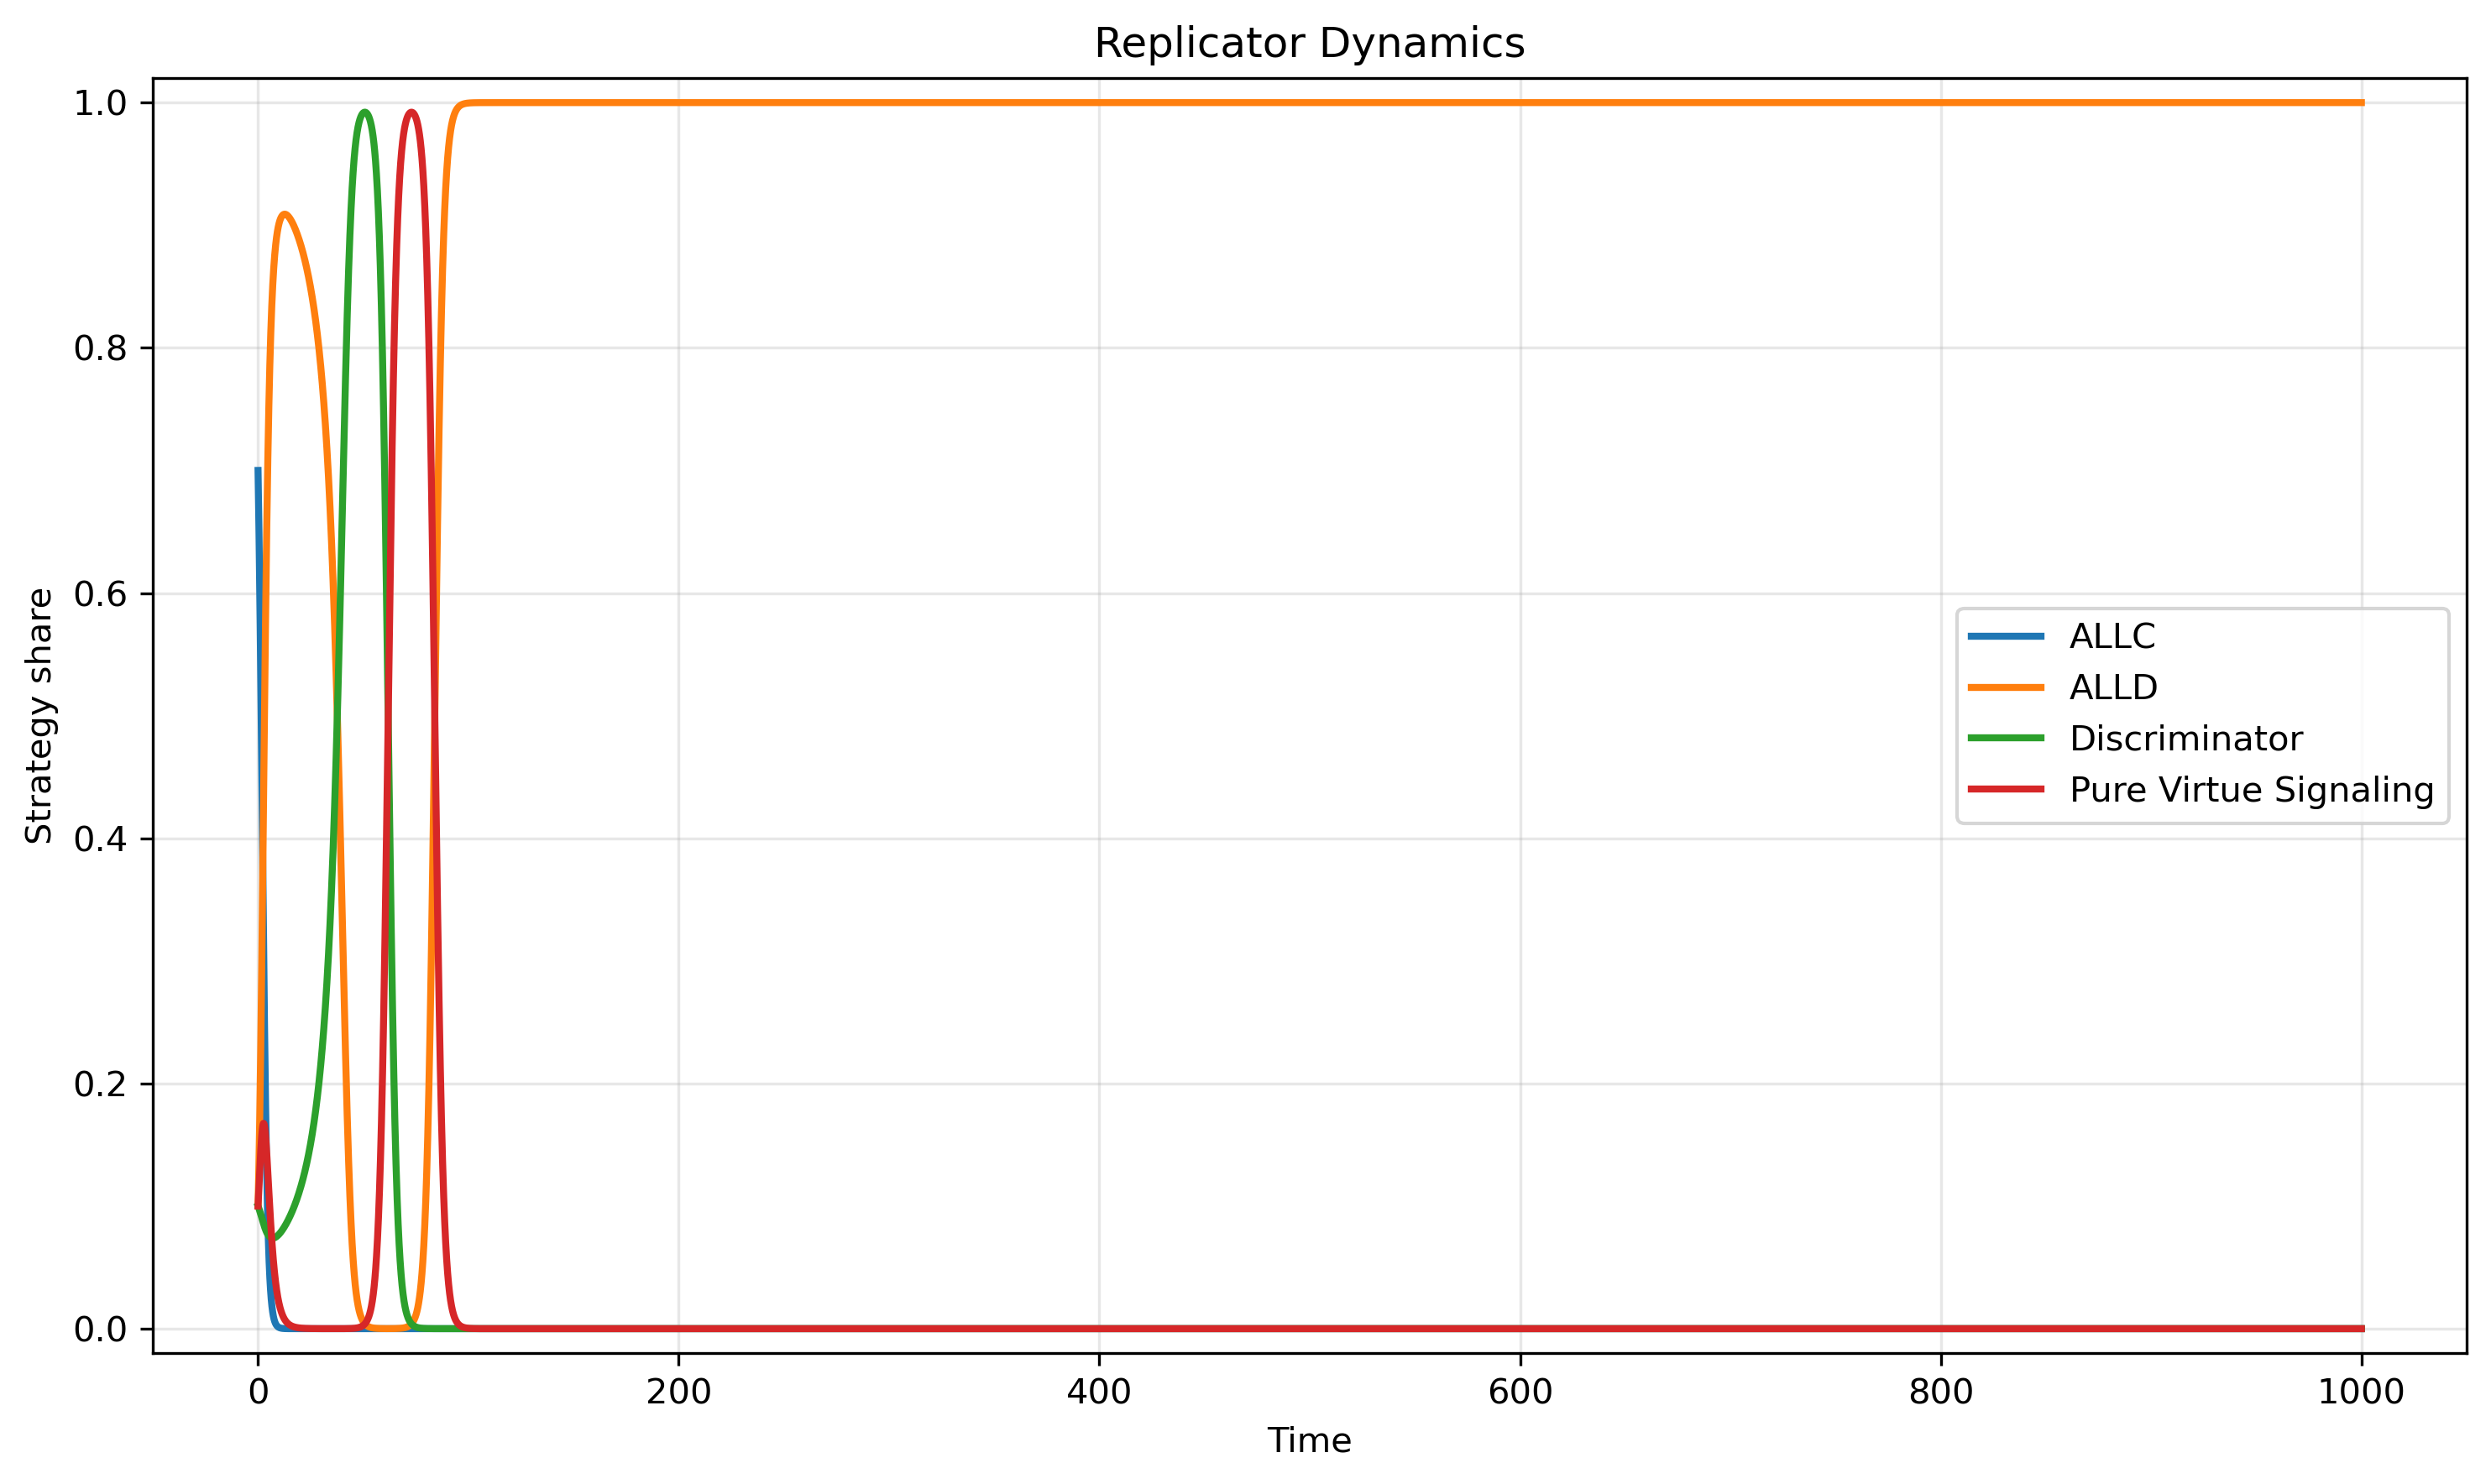 Replicator Dynamics
1.0
0.8
0.6
0.4
0.2
0.0
Strategy share
ALLC
ALLD
Discriminator
Pure Virtue Signaling
0 200 400 600 800 1000
Time